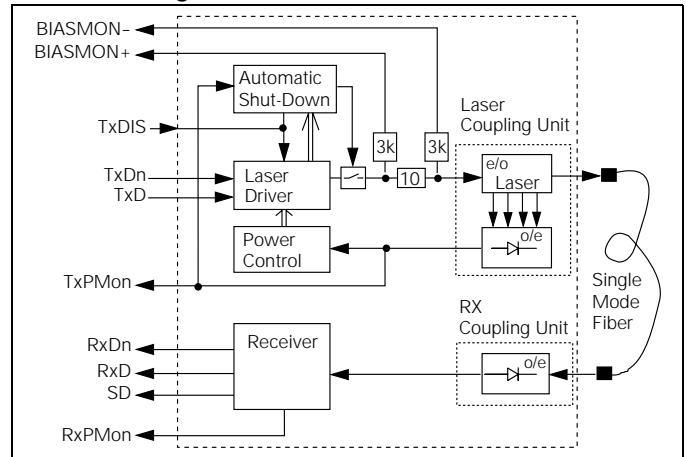 BIASMON-
BIASMON+
Automatic
Shut-Down
TxDIS
Laser
Coupling Unit
3k
3k
e/o
Laser
TxDn
TxD
Laser
Driver
10
o/e
Power
Control
TxPMon
Single
Mode
Fiber
RX
Coupling Unit
RxDn
RxD
SD
Receiver
o/e
RxPMon